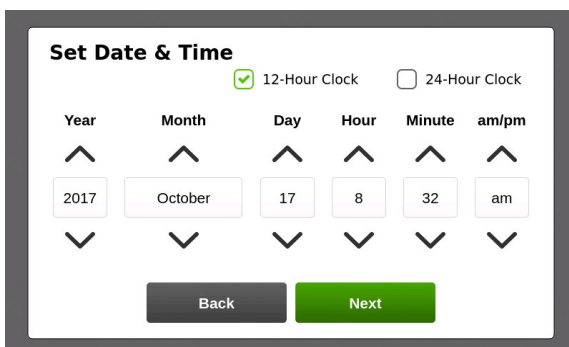 Set Date & Time
12-Hour Clock 24-Hour Clock
Year Month Day Hour Minute am/pm
2017 October 17 8 32 am
Back Next